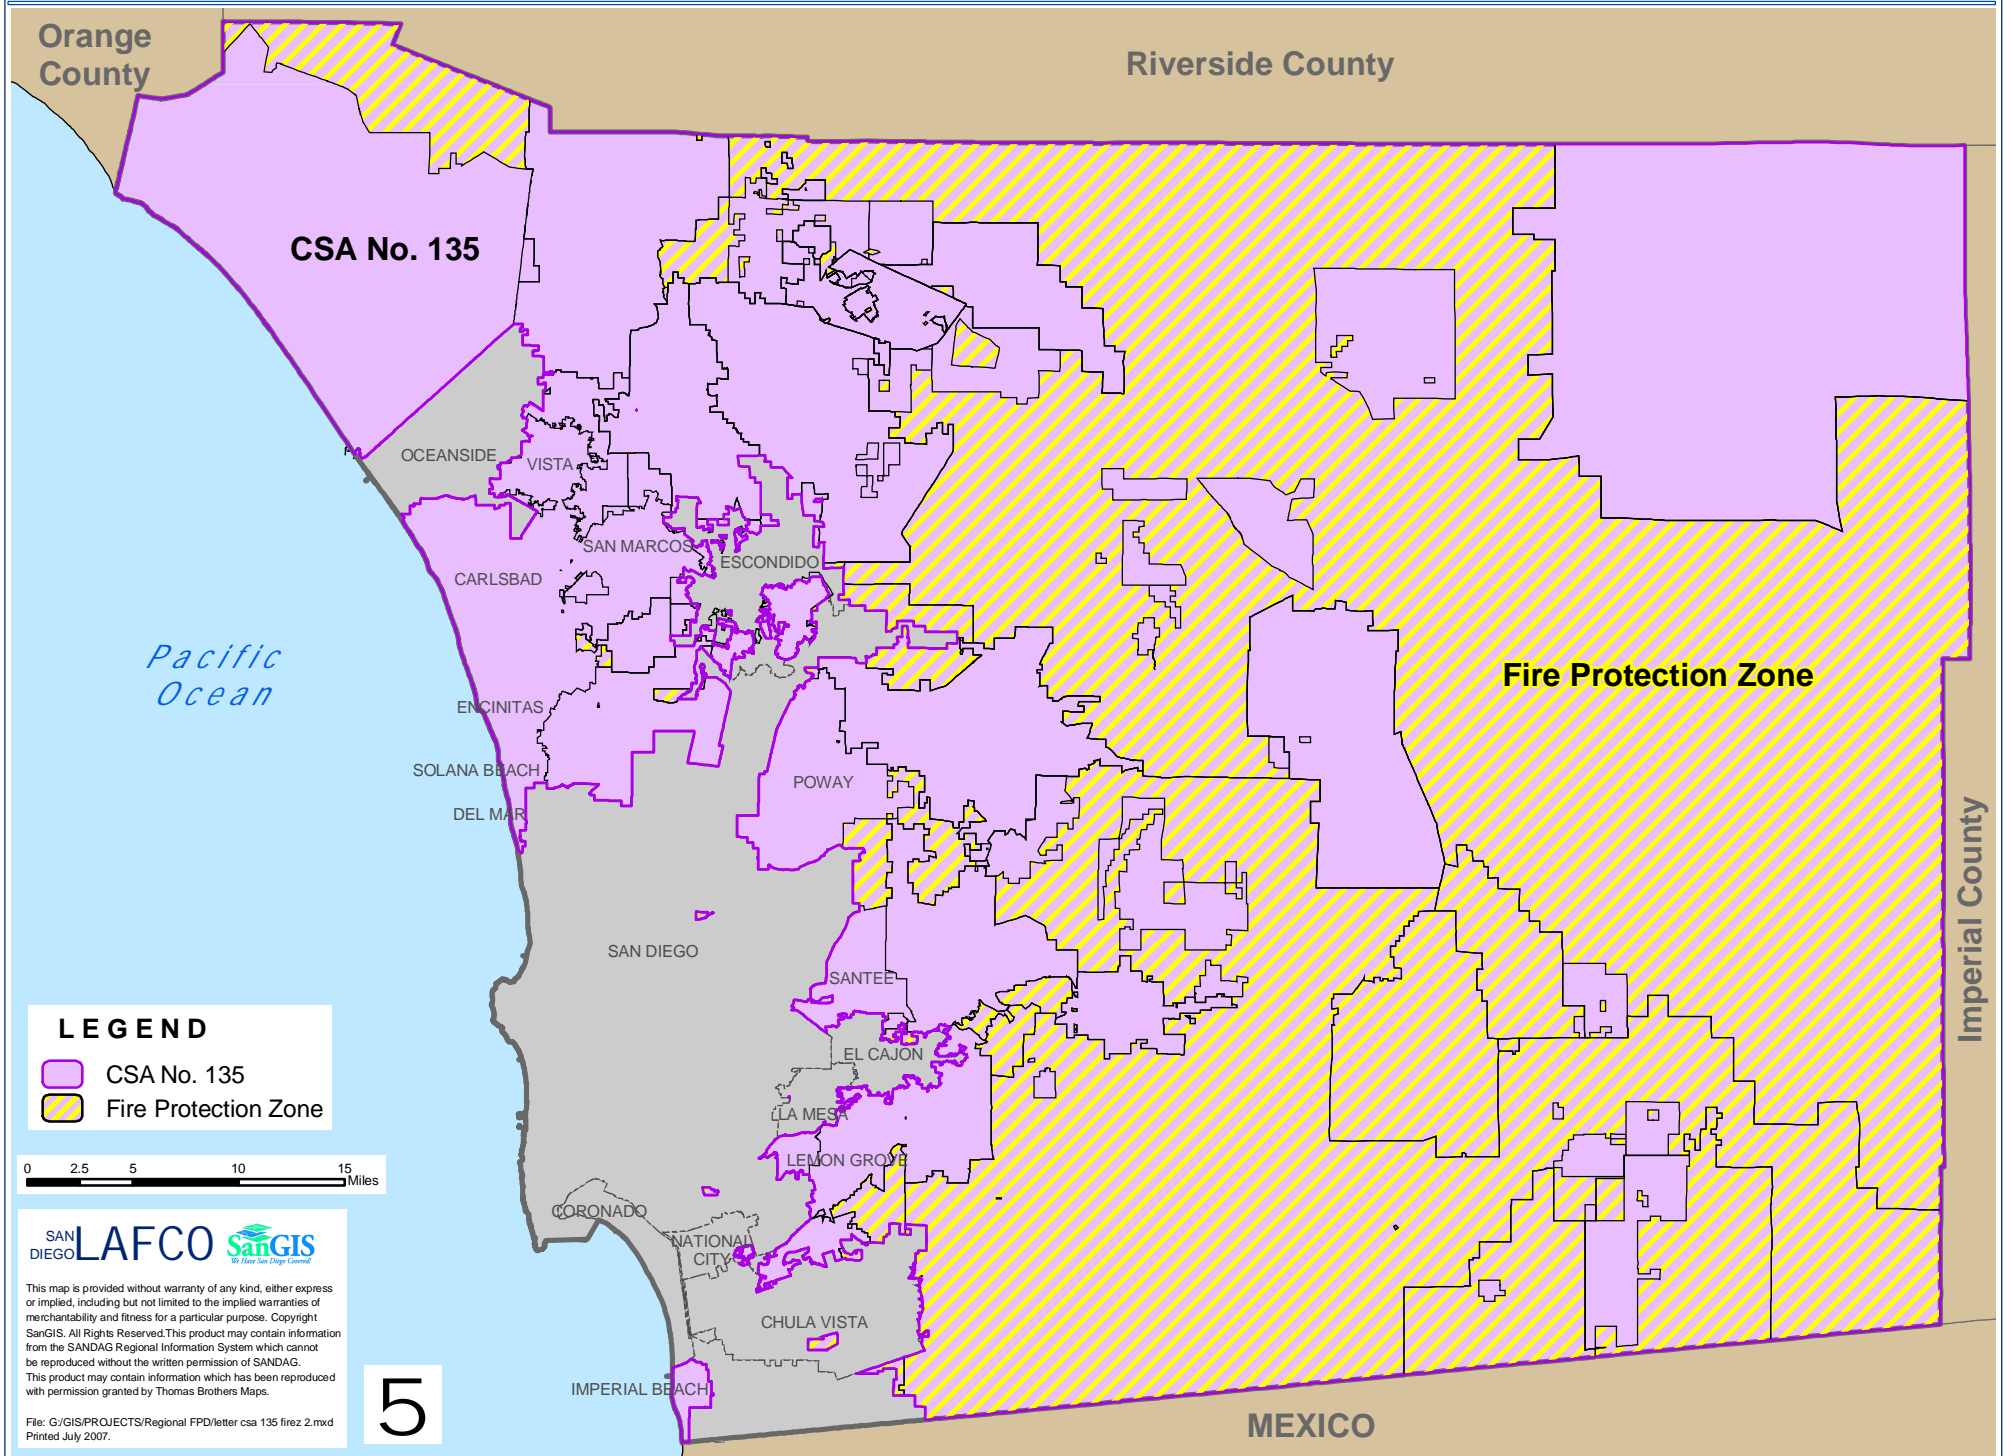 Orange
County
Riverside County
CSA No. 135
OCEANSIDE
VISTA
SAN MARCOS
ESCONDIDO
CARLSBAD
Pacific
Ocean
Fire Protection Zone
ENCINITAS
SOLANA BEACH
POWAY
DEL MAR
Imperial County
SAN DIEGO
SANTEE
LEGEND
CSA No. 135
Fire Protection Zone
EL CAJON
LA MESA
LEMON GROVE
0 2.5 5 10 15
Miles
CORONADO
NATIONAL
CITY
SAN
DIEGO LAFCO
SanGIS
We Have San Diego Covered!
CHULA VISTA
IMPERIAL BEACH
This map is provided without warranty of any kind, either express
or implied, including but not limited to the implied warranties of
merchantability and fitness for a particular purpose. Copyright
SanGIS. All Rights Reserved.This product may contain information
from the SANDAG Regional Information System which cannot
be reproduced without the written permission of SANDAG.
This product may contain information which has been reproduced
with permission granted by Thomas Brothers Maps.
File: G:/GIS/PROJECTS/Regional FPD/letter csa 135 firez 2.mxd
Printed July 2007.
5
MEXICO